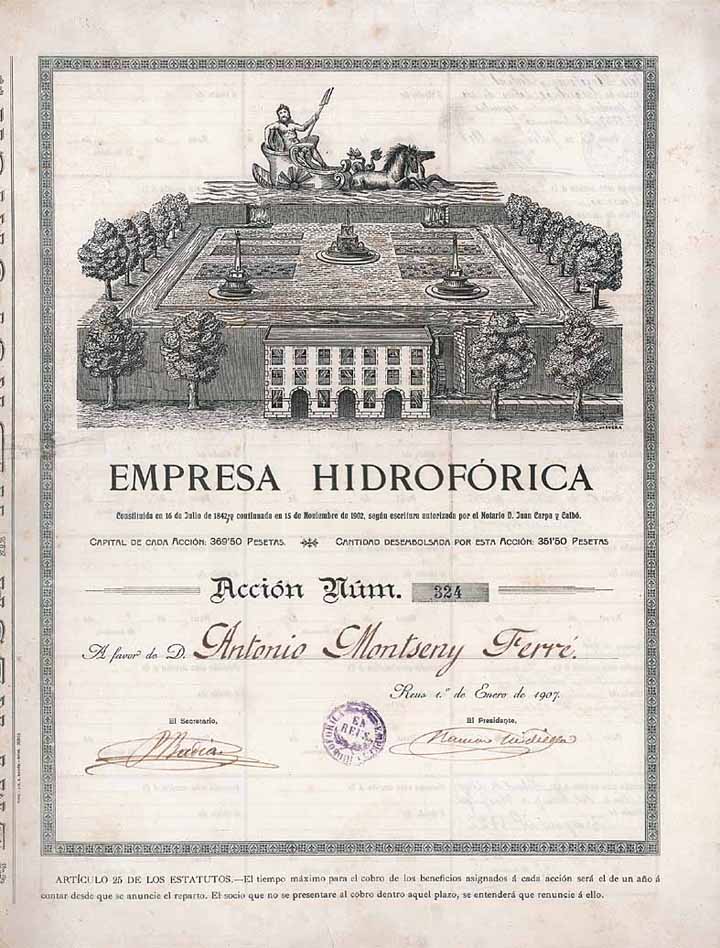 EMPRESA HIDROFÓRICA
Constituida en 16 de Julio de 1842, y continuada en 15 de Noviembre de 1902, según escritura autorizada por el Notario D. Juan Carpa y Calbó.
CAPITAL DE CADA ACCIÓN: 369'50 PESETAS. CANTIDAD DESEMBOLSADA POR ESTA ACCIÓN: 351'50 PESETAS
Acción Núm. 324
A favor de D. Antonio Montseny Ferré.
Reus 1.º de Enero de 1907.
El Secretario, El Presidente,
EN
REUS
ARTÍCULO 25 DE LOS ESTATUTOS.—El tiempo máximo para el cobro de los beneficios asignados á cada acción será el de un año á
contar desde que se anuncie el reparto. El socio que no se presentare al cobro dentro aquel plazo, se entenderá que renuncie á ello.